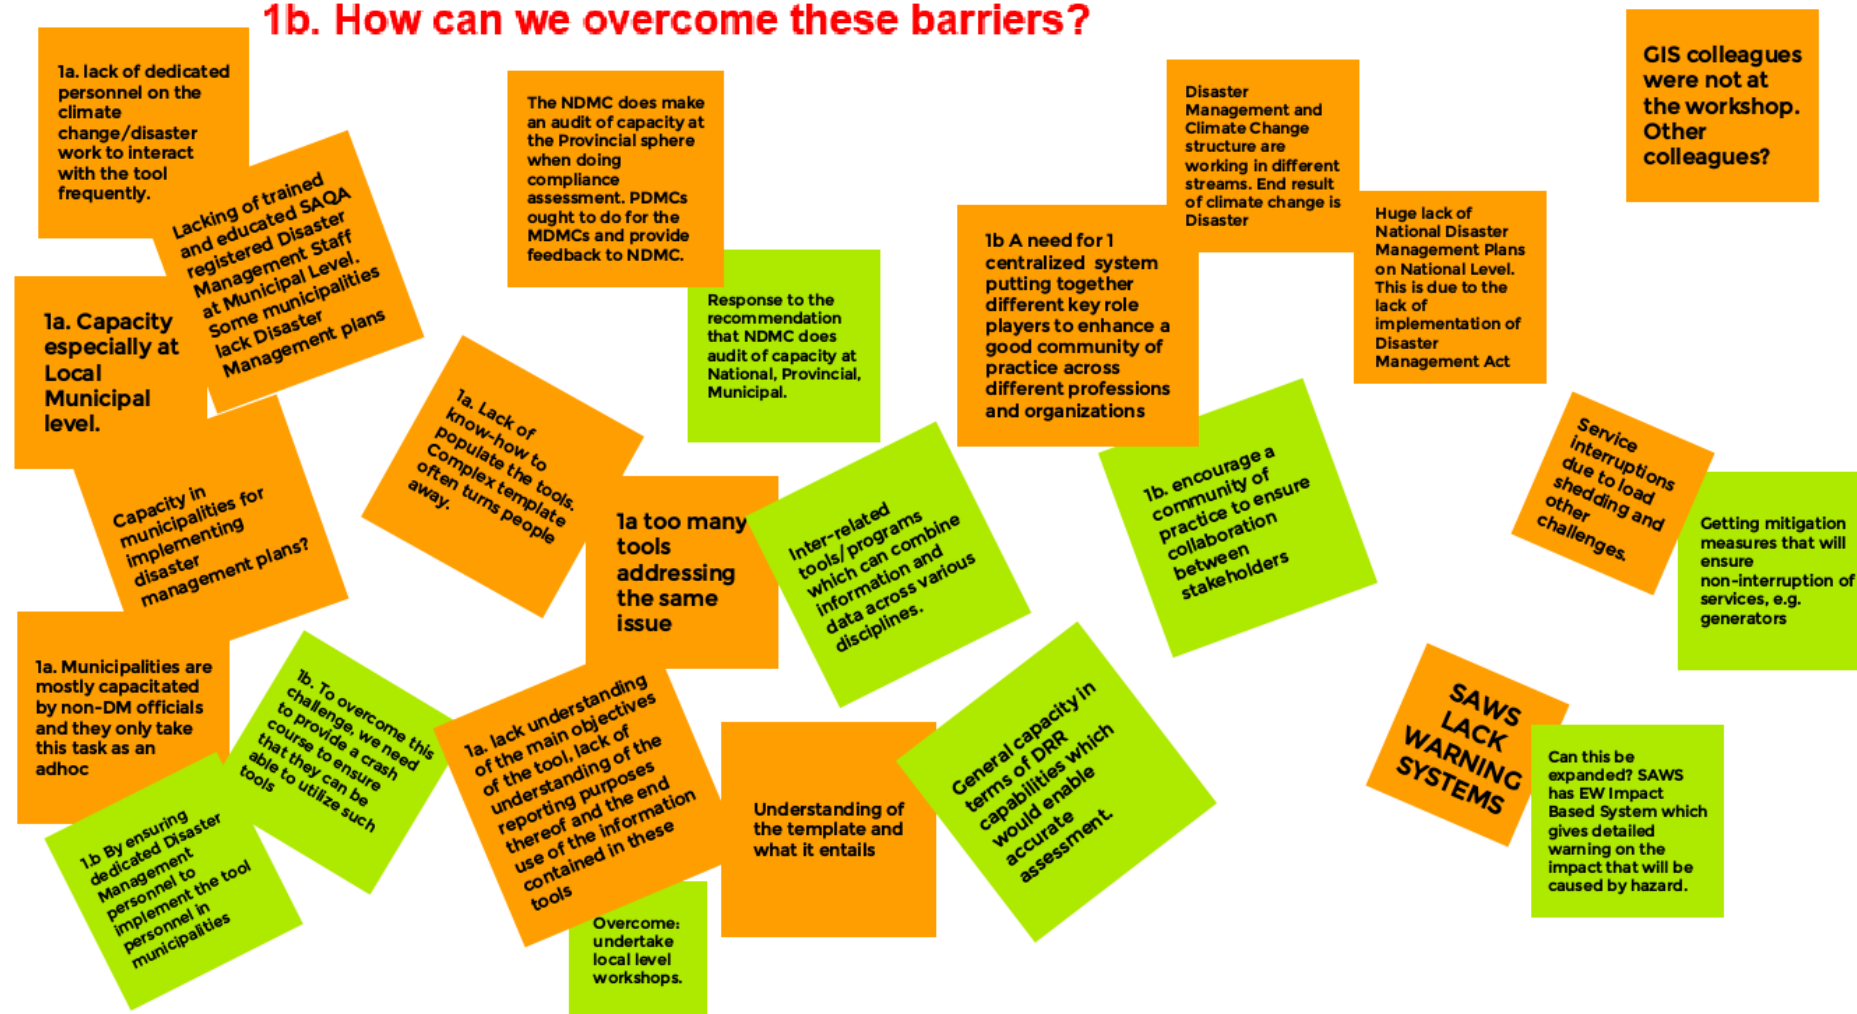 1b. How can we overcome these barriers?
1a. lack of dedicated
personnel on the
climate
change/disaster
work to interact
with the tool
frequently.
Lacking of trained
and educated SAQA
registered Disaster
Management Staff
at Municipal Level.
Some municipalities
lack Disaster
Management plans
1a. Capacity
especially at
Local
Municipal
level.
Capacity in
municipalities for
implementing
disaster
management plans?
1a. Municipalities are
mostly capacitated
by non-DM officials
and they only take
this task as an
adhoc
1.b By ensuring
dedicated Disaster
Management
personnel to
implement the tool
personnel in
municipalities
1b. To overcome this
challenge, we need
to provide a crash
course to ensure
that they can be
able to utilize such
tools
The NDMC does make
an audit of capacity at
the Provincial sphere
when doing
compliance
assessment. PDMCs
ought to do for the
MDMCs and provide
feedback to NDMC.
Response to the
recommendation
that NDMC does
audit of capacity at
National, Provincial,
Municipal.
1a. Lack of
know-how to
populate the tools.
Complex template
often turns people
away.
1a too many
tools
addressing
the same
issue
Inter-related
tools/programs
which can combine
information and
data across various
disciplines.
1a. lack understanding
of the main objectives
of the tool, lack of
understanding of the
reporting purposes
thereof and the end
use of the information
contained in these
tools
Overcome:
undertake
local level
workshops.
Understanding of
the template and
what it entails
General capacity in
terms of DRR
capabilities which
would enable
accurate
assessment.
Disaster
Management and
Climate Change
structure are
working in different
streams. End result
of climate change is
Disaster
1b A need for 1
centralized system
putting together
different key role
players to enhance a
good community of
practice across
different professions
and organizations
Huge lack of
National Disaster
Management Plans
on National Level.
This is due to the
lack of
implementation of
Disaster
Management Act
1b. encourage a
community of
practice to ensure
collaboration
between
stakeholders
GIS colleagues
were not at
the workshop.
Other
colleagues?
Service
interruptions
due to load
shedding and
other
challenges.
Getting mitigation
measures that will
ensure
non-interruption of
services, e.g.
generators
SAWS
LACK
WARNING
SYSTEMS
Can this be
expanded? SAWS
has EW Impact
Based System which
gives detailed
warning on the
impact that will be
caused by hazard.